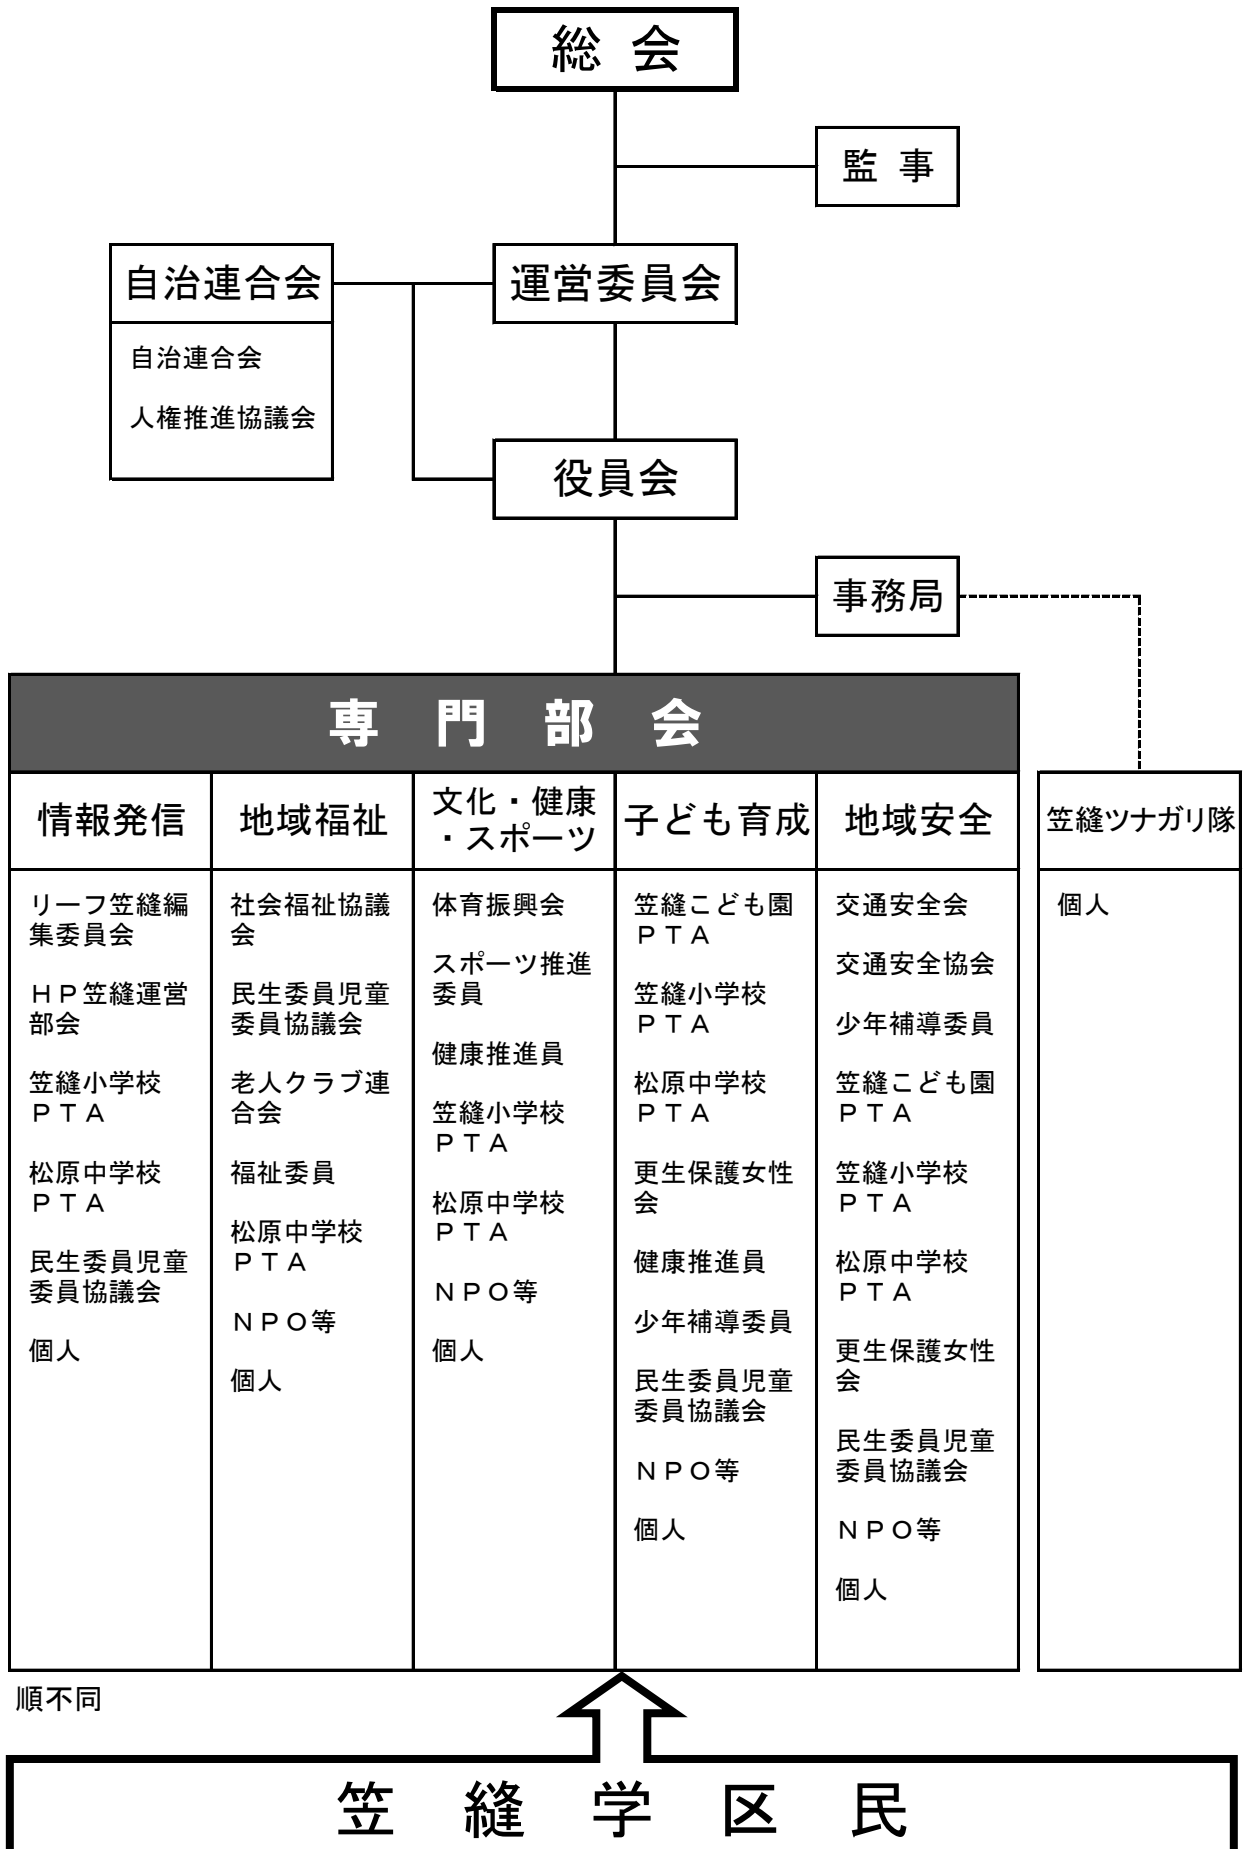 総 会
監 事
自治連合会
運営委員会
自治連合会
人権推進協議会
役員会
事務局
専 門 部 会
情報発信
地域福祉
文化・健康
・スポーツ
子ども育成
地域安全
笠縫ツナガリ隊
リーフ笠縫編
集委員会
ＨＰ笠縫運営
部会
笠縫小学校
ＰＴＡ
松原中学校
ＰＴＡ
民生委員児童
委員協議会
個人
社会福祉協議
会
民生委員児童
委員協議会
老人クラブ連
合会
福祉委員
松原中学校
ＰＴＡ
ＮＰＯ等
個人
体育振興会
スポーツ推進
委員
健康推進員
笠縫小学校
ＰＴＡ
松原中学校
ＰＴＡ
ＮＰＯ等
個人
笠縫こども園
ＰＴＡ
笠縫小学校
ＰＴＡ
松原中学校
ＰＴＡ
更生保護女性
会
健康推進員
少年補導委員
民生委員児童
委員協議会
ＮＰＯ等
個人
交通安全会
交通安全協会
少年補導委員
笠縫こども園
ＰＴＡ
笠縫小学校
ＰＴＡ
松原中学校
ＰＴＡ
更生保護女性
会
民生委員児童
委員協議会
ＮＰＯ等
個人
個人
順不同
笠 縫 学 区 民